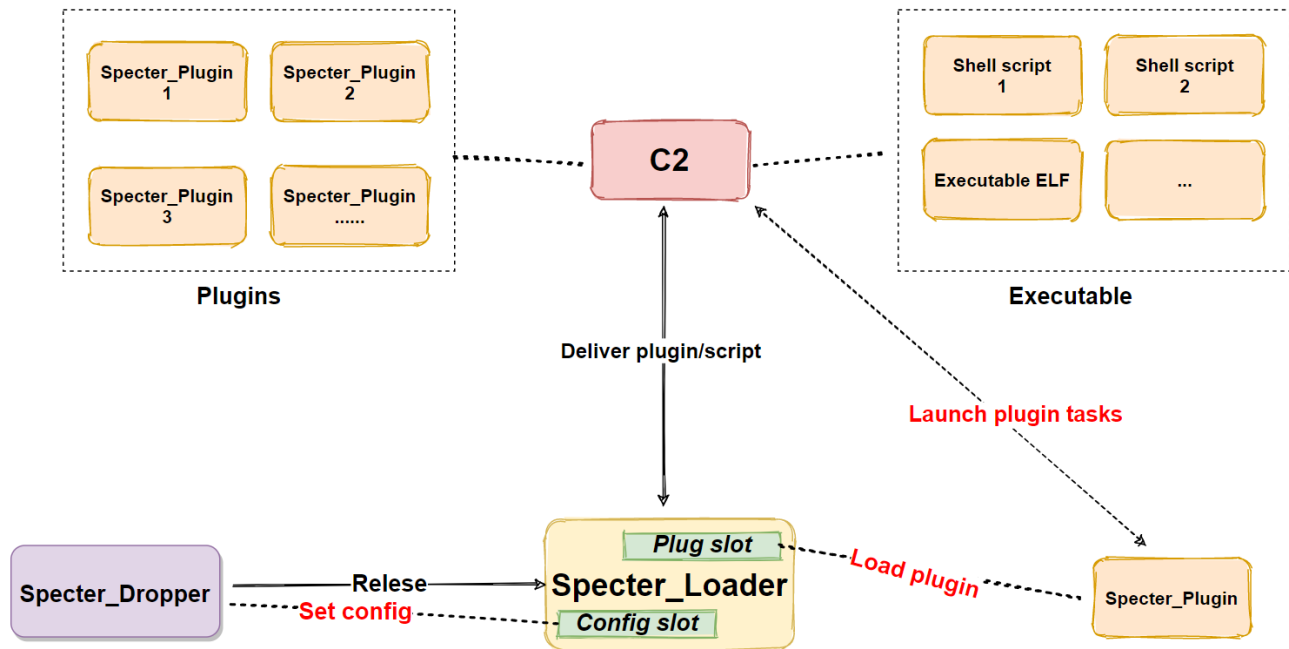 Specter_Plugin
1
Specter_Plugin
2
Specter_Plugin
3
Specter_Plugin
......
Plugins
C2
Shell script
1
Shell script
2
Executable ELF
...
Executable
Deliver plugin/script
Launch plugin tasks
Specter_Dropper
Relese
Set config
Plug slot
Specter_Loader
Config slot
Load plugin
Specter_Plugin